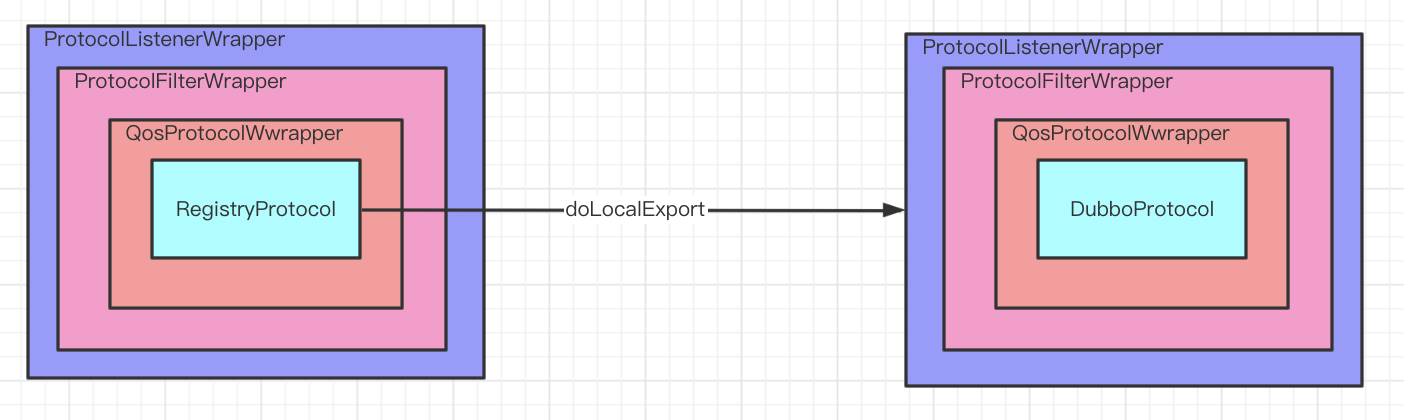 ProtocolListenerWrapper
ProtocolFilterWrapper
QosProtocolWwrapper
RegistryProtocol
doLocalExport
ProtocolListenerWrapper
ProtocolFilterWrapper
QosProtocolWwrapper
DubboProtocol